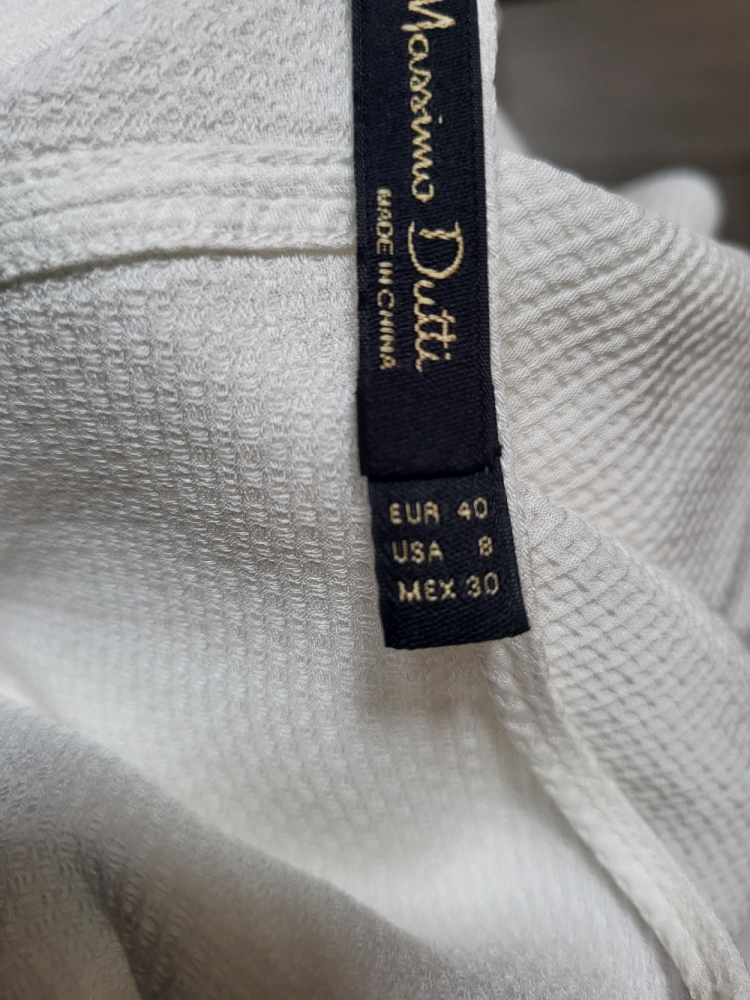 Massimo Dutti
MADE IN CHINA
EUR 40
USA 8
MEX 30